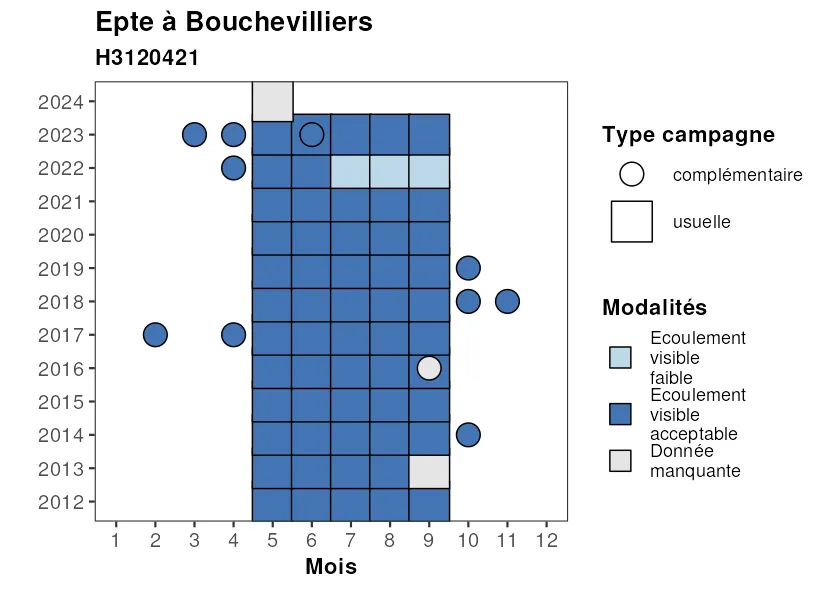 Epte à Bouchevilliers
H3120421
2024
2023
2022
2021
2020
2019
2018
2017
2016
2015
2014
2013
2012
1 2 3 4 5 6 7 8 9 10 11 12
Mois
Type campagne
complémentaire
usuelle
Modalités
Ecoulement
visible
faible
Ecoulement
visible
acceptable
Donnée
manquante